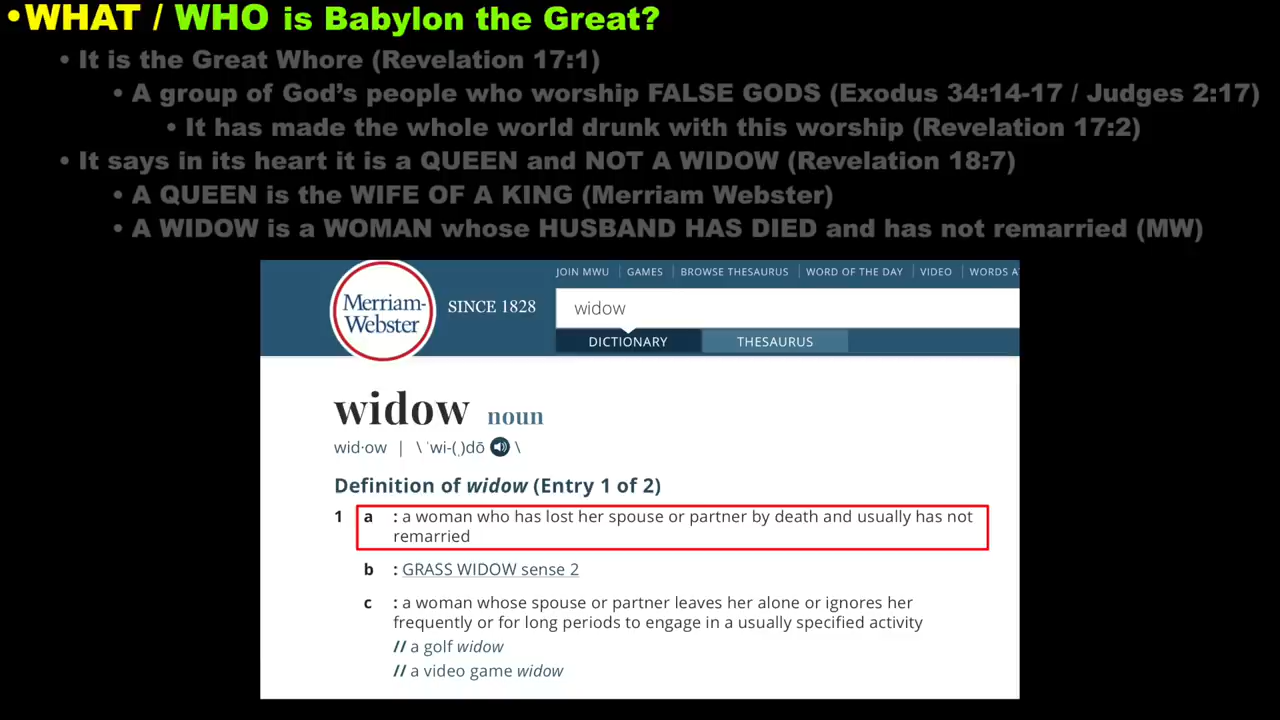 •WHAT / WHO is Babylon the Great?
• It is the Great Whore (Revelation 17:1)
• A group of God’s people who worship FALSE GODS (Exodus 34:14-17 / Judges 2:17)
• It has made the whole world drunk with this worship (Revelation 17:2)
• It says in its heart it is a QUEEN and NOT A WIDOW (Revelation 18:7)
• A QUEEN is the WIFE OF A KING (Merriam Webster)
• A WIDOW is a WOMAN whose HUSBAND HAS DIED and has not remarried (MW)
JOIN MWU | GAMES | BROWSE THESAURUS | WORD OF THE DAY | VIDEO | WORDS A
Merriam-
Webster
SINCE 1828
widow
DICTIONARY THESAURUS
widow noun
wid·ow | \ ˈwi-(ˌ)dō \
Definition of widow (Entry 1 of 2)
1 a : a woman who has lost her spouse or partner by death and usually has not
remarried
b : GRASS WIDOW sense 2
c : a woman whose spouse or partner leaves her alone or ignores her
frequently or for long periods to engage in a usually specified activity
// a golf widow
// a video game widow